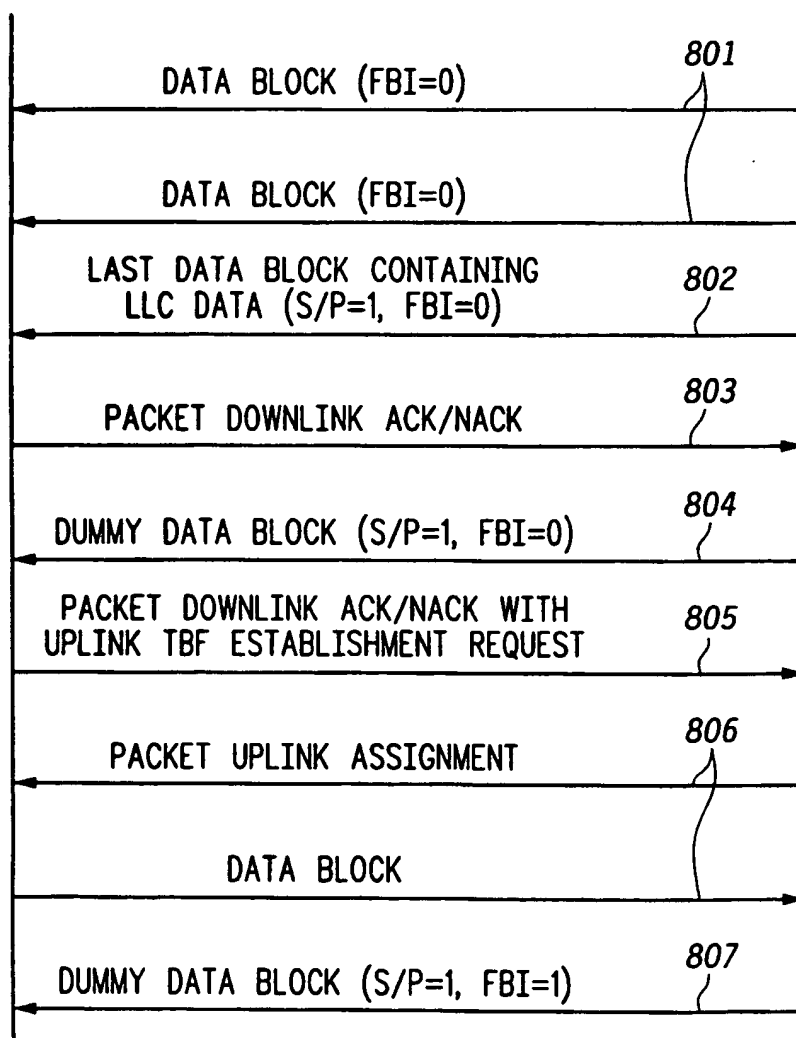 801
DATA BLOCK (FBI=0)
DATA BLOCK (FBI=0)
LAST DATA BLOCK CONTAINING
LLC DATA (S/P=1, FBI=0)
802
PACKET DOWNLINK ACK/NACK
803
DUMMY DATA BLOCK (S/P=1, FBI=0)
804
PACKET DOWNLINK ACK/NACK WITH
UPLINK TBF ESTABLISHMENT REQUEST
805
PACKET UPLINK ASSIGNMENT
806
DATA BLOCK
DUMMY DATA BLOCK (S/P=1, FBI=1)
807